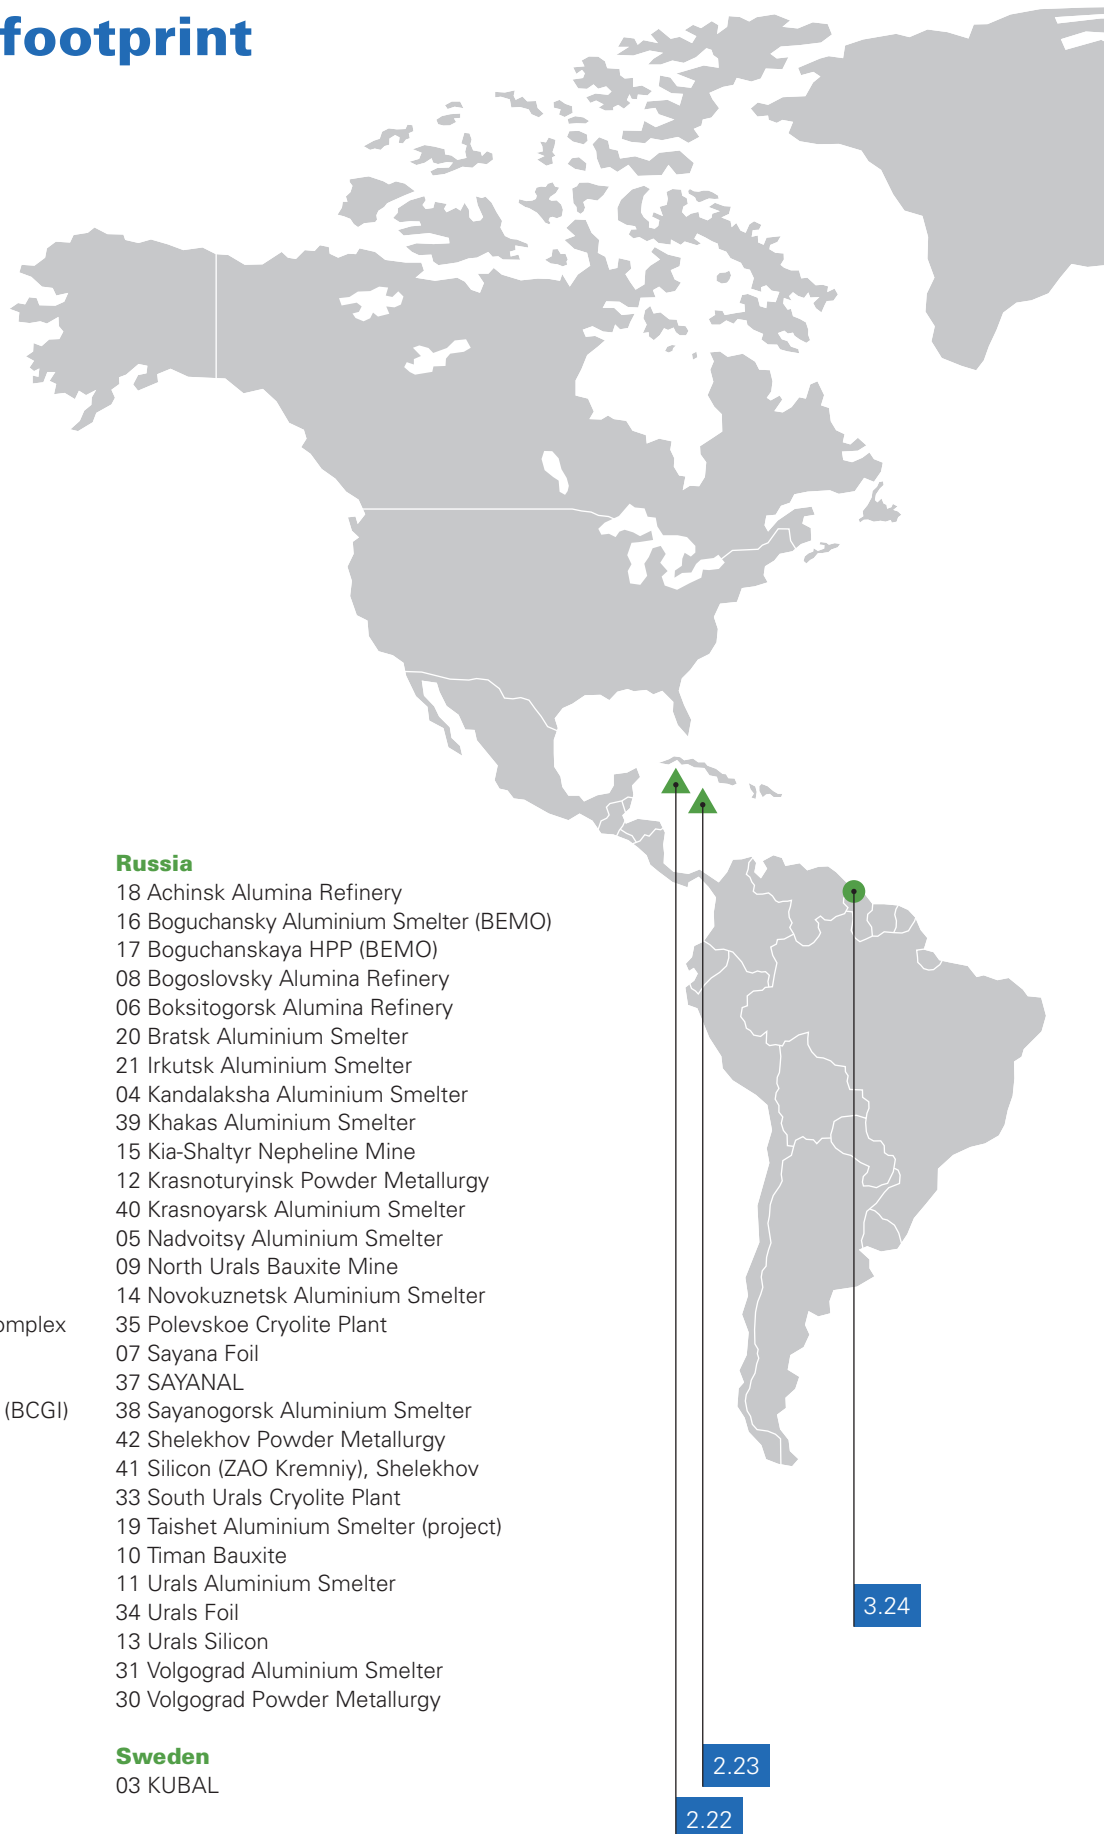 footprint
omplex
(BCGI)
Russia
18 Achinsk Alumina Refinery
16 Boguchansky Aluminium Smelter (BEMO)
17 Boguchanskaya HPP (BEMO)
08 Bogoslovsky Alumina Refinery
06 Boksitogorsk Alumina Refinery
20 Bratsk Aluminium Smelter
21 Irkutsk Aluminium Smelter
04 Kandalaksha Aluminium Smelter
39 Khakas Aluminium Smelter
15 Kia-Shaltyr Nepheline Mine
12 Krasnoturyinsk Powder Metallurgy
40 Krasnoyarsk Aluminium Smelter
05 Nadvoitsy Aluminium Smelter
09 North Urals Bauxite Mine
14 Novokuznetsk Aluminium Smelter
35 Polevskoe Cryolite Plant
07 Sayana Foil
37 SAYANAL
38 Sayanogorsk Aluminium Smelter
42 Shelekhov Powder Metallurgy
41 Silicon (ZAO Kremniy), Shelekhov
33 South Urals Cryolite Plant
19 Taishet Aluminium Smelter (project)
10 Timan Bauxite
11 Urals Aluminium Smelter
34 Urals Foil
13 Urals Silicon
31 Volgograd Aluminium Smelter
30 Volgograd Powder Metallurgy
Sweden
03 KUBAL
3.24
2.23
2.22